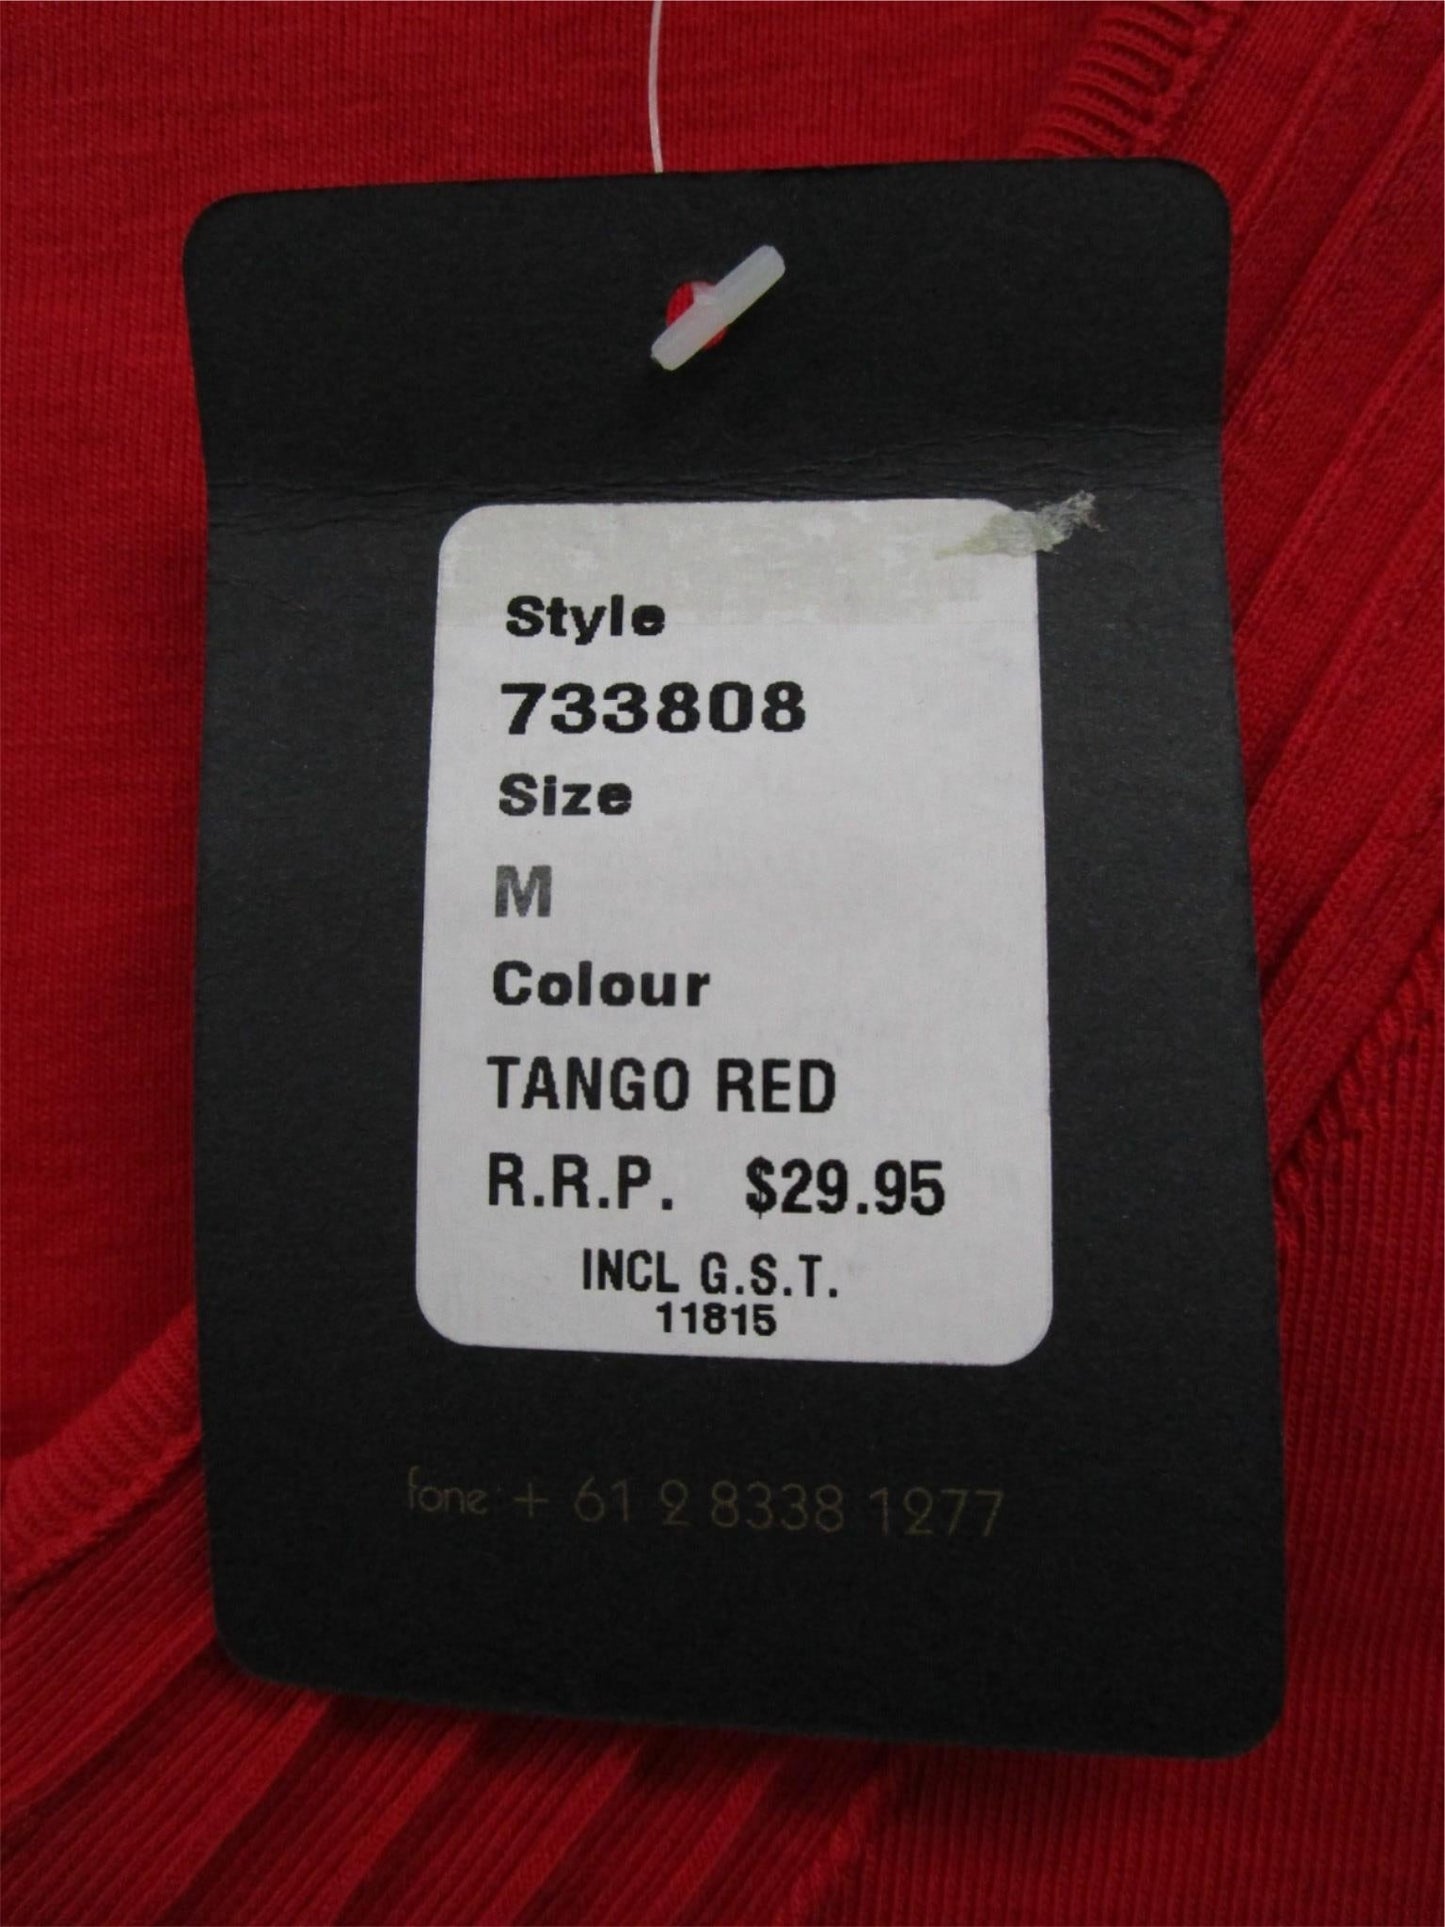 Style
733808
Size
M
Colour
TANGO RED
R.R.P. $29.95
INCL G.S.T.
11815
fone: + 61 2 8338 1277